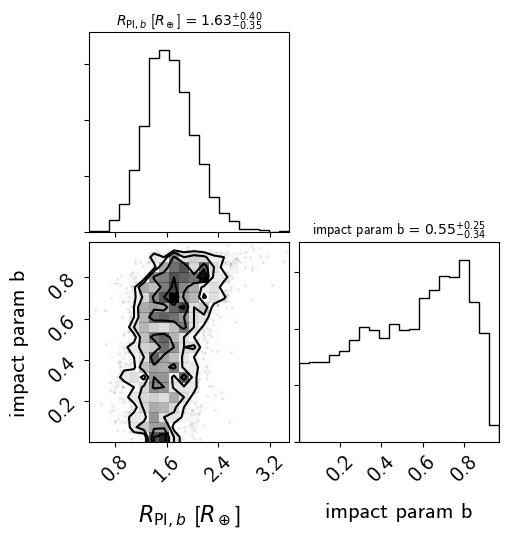 R_{PI,b} [R_⊕] = 1.63^{+0.40}_{-0.35}
impact param b = 0.55^{+0.25}_{-0.34}
impact param b
0.8
0.6
0.4
0.2
0.8 1.6 2.4 3.2
0.2 0.4 0.6 0.8
R_{PI,b} [R_⊕]
impact param b